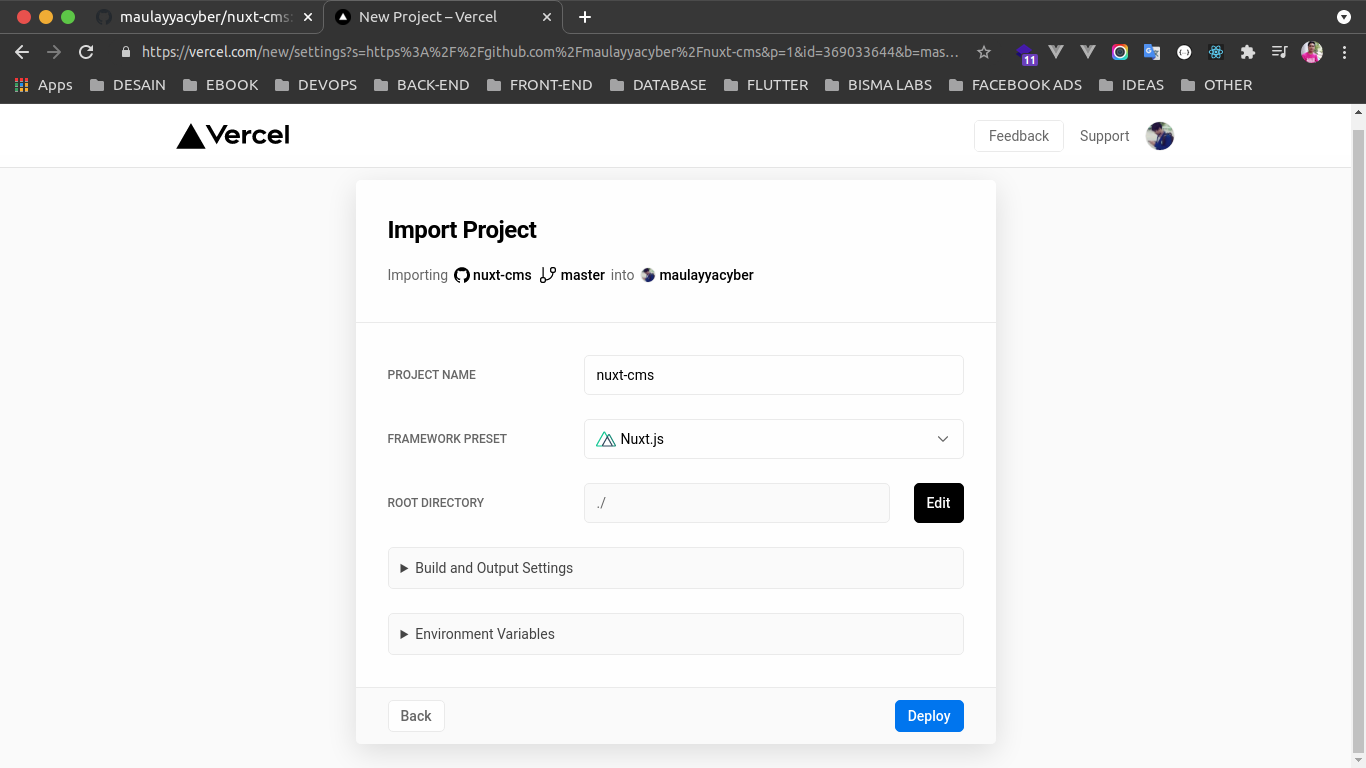 maulayyacyber/nuxt-cms:
New Project – Vercel
https://vercel.com/new/settings?s=https%3A%2F%2Fgithub.com%2Fmaulayyacyber%2Fnuxt-cms&p=1&id=369033644&b=mas...
11
Apps DESAIN EBOOK DEVOPS BACK-END FRONT-END DATABASE FLUTTER BISMA LABS FACEBOOK ADS IDEAS OTHER
Vercel
Feedback Support
Import Project
Importing nuxt-cms master into maulayyacyber
PROJECT NAME nuxt-cms
FRAMEWORK PRESET Nuxt.js
ROOT DIRECTORY ./ Edit
Build and Output Settings
Environment Variables
Back Deploy